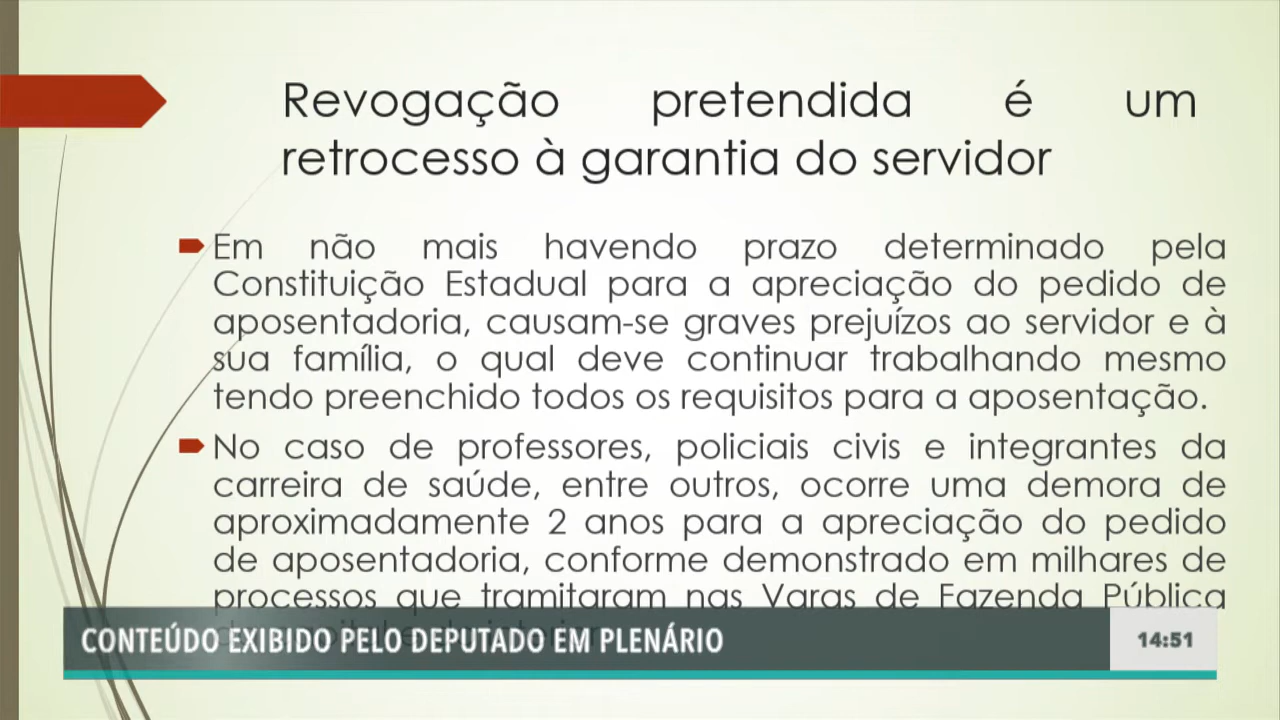 Revogação pretendida é um
retrocesso à garantia do servidor
Em não mais havendo prazo determinado pela
Constituição Estadual para a apreciação do pedido de
aposentadoria, causam-se graves prejuízos ao servidor e à
sua família, o qual deve continuar trabalhando mesmo
tendo preenchido todos os requisitos para a aposentação.
No caso de professores, policiais civis e integrantes da
carreira de saúde, entre outros, ocorre uma demora de
aproximadamente 2 anos para a apreciação do pedido
de aposentadoria, conforme demonstrado em milhares de
processos que tramitaram nas Varas de Fazenda Pública
CONTEÚDO EXIBIDO PELO DEPUTADO EM PLENÁRIO
14:51